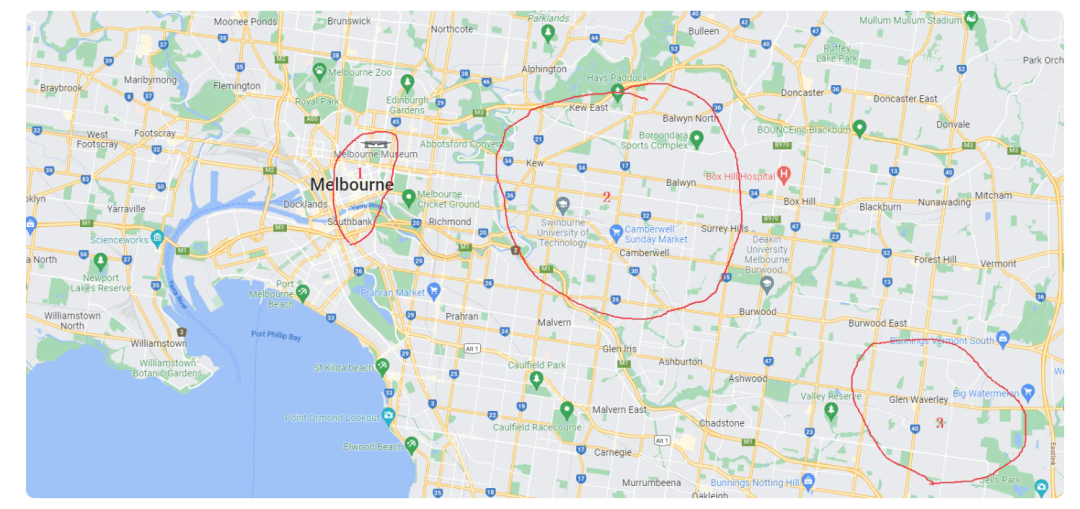 Moonee Ponds
Brunswick
Parklands
Mullum Mullum Stadium
Northcote
Bulleen
Ruffey
Lake Park
Park Orch
Maribyrnong
Melbourne Zoo
Alphington
Hays Paddock
Braybrook
Flemington
Royal Park
Edinburgh
Gardens
Kew East
Doncaster
Doncaster East
West
Footscray
Footscray
Balwyn North
BOUNCEinc Blackburn
Donvale
Abbotsford Convent
Boroondara
Sports Complex
Melbourne Museum
Kew
1
Melbourne
Balwyn
Box Hill Hospital
Mitcham
oklyn
Yarraville
Docklands
Yarra River
Melbourne
Cricket Ground
2
Box Hill
Blackburn
Nunawading
Southbank
Richmond
Swinburne
University of
Technology
Camberwell
Sunday Market
Surrey Hills
Scienceworks
Camberwell
Deakin
University
Melbourne
Burwood
Forest Hill
Vermont
a North
Newport
Lakes Reserve
Port
Melbourne
Beach
Prahran Market
Williamstown
North
Prahran
Malvern
Burwood
Burwood East
Port Phillip Bay
Williamstown
Glen Iris
Bunnings Vermont South
We
Williamstown
Botanic Gardens
St Kilda beach
Caulfield Park
Ashburton
Ashwood
Valley Reserve
Glen Waverley
Big Watermelon
Point Ormond Lookout
Malvern East
Chadstone
3
Caulfield Racecourse
Elwood Beach
Carnegie
Eastlink
Murrumbeena
Bunnings Notting Hill
Jells Park
Oakleigh